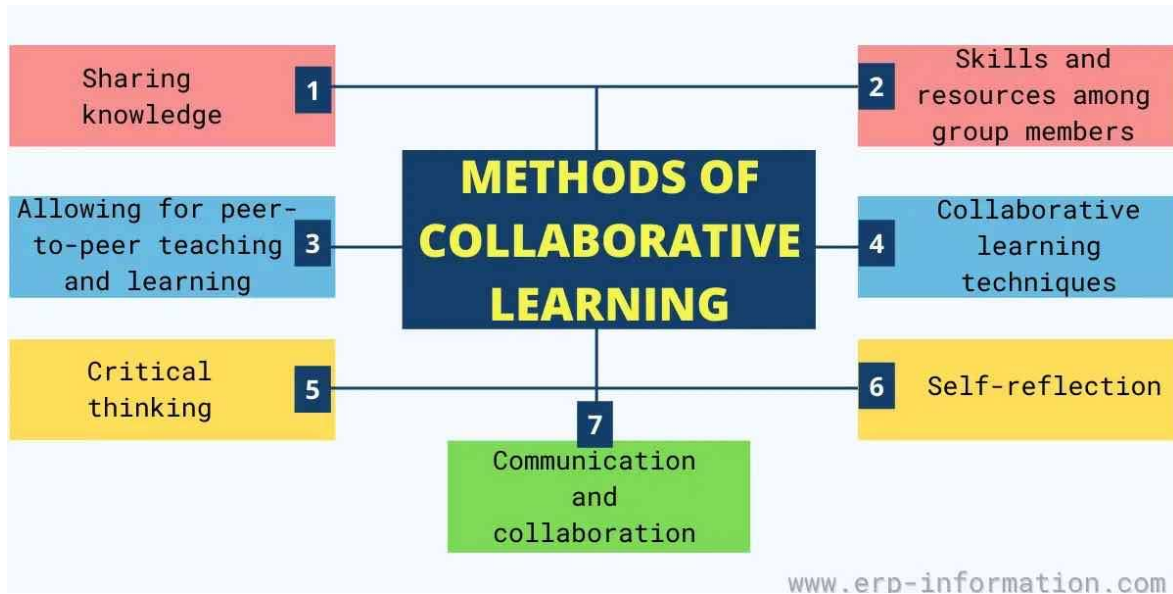 METHODS OF
COLLABORATIVE
LEARNING
1
Sharing
knowledge
2
Skills and
resources among
group members
3
Allowing for peer-
to-peer teaching
and learning
4
Collaborative
learning
techniques
5
Critical
thinking
6
Self-reflection
7
Communication
and
collaboration
www.erp-information.com